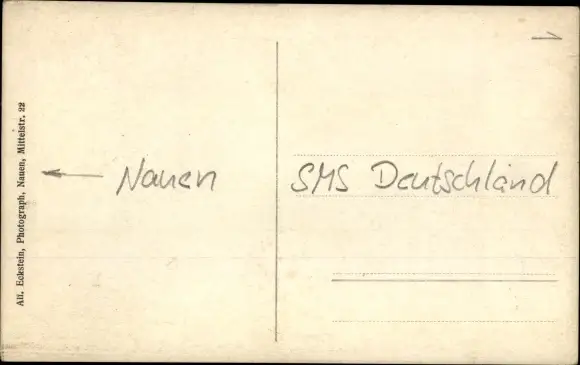 Alf. Eckstein, Photograph, Nauen, Mittelstr. 22
← Nauen
SMS Deutschland